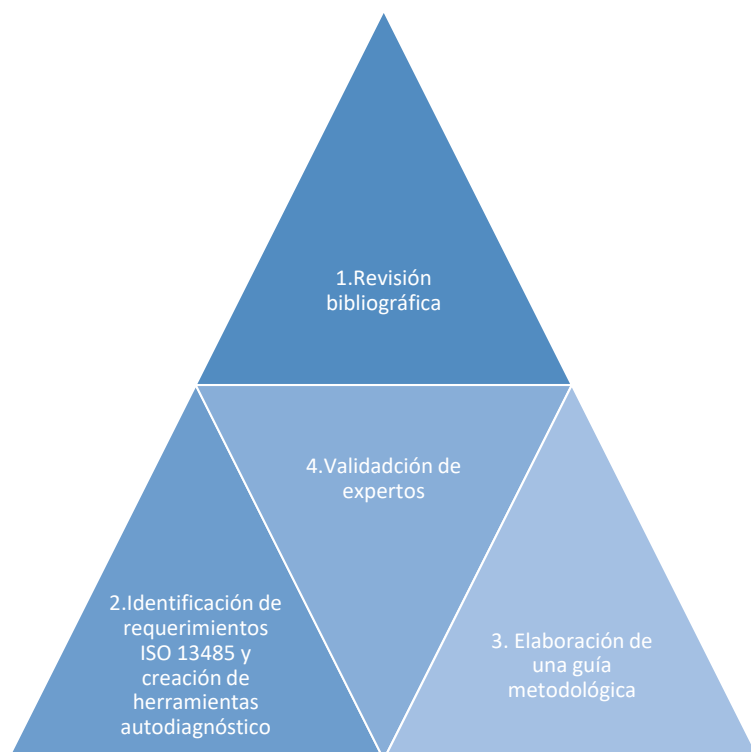 1.Revisión
bibliográfica
4.Validadción de
expertos
2.Identificación de
requerimientos
ISO 13485 y
creación de
herramientas
autodiagnóstico
3. Elaboración de
una guía
metodológica